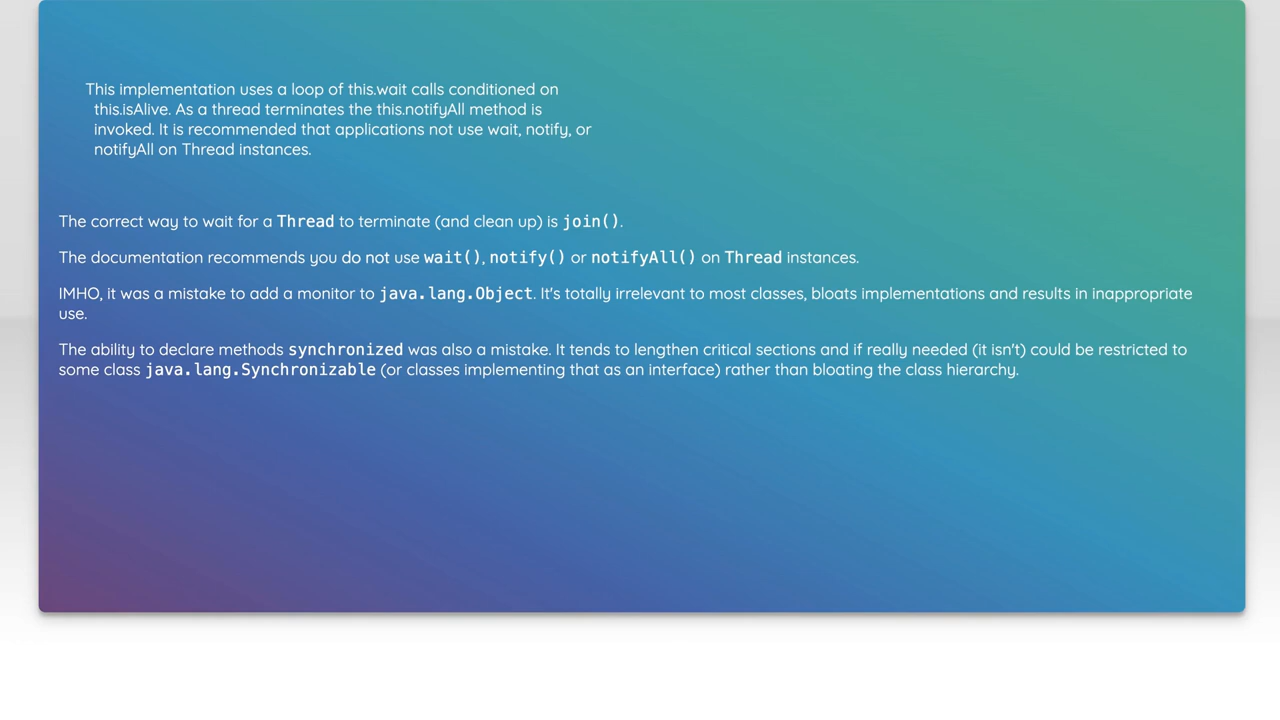 This implementation uses a loop of this.wait calls conditioned on
this.isAlive. As a thread terminates the this.notifyAll method is
invoked. It is recommended that applications not use wait, notify, or
notifyAll on Thread instances.
The correct way to wait for a Thread to terminate (and clean up) is join().
The documentation recommends you do not use wait(), notify() or notifyAll() on Thread instances.
IMHO, it was a mistake to add a monitor to java.lang.Object. It's totally irrelevant to most classes, bloats implementations and results in inappropriate
use.
The ability to declare methods synchronized was also a mistake. It tends to lengthen critical sections and if really needed (it isn't) could be restricted to
some class java.lang.Synchronizable (or classes implementing that as an interface) rather than bloating the class hierarchy.